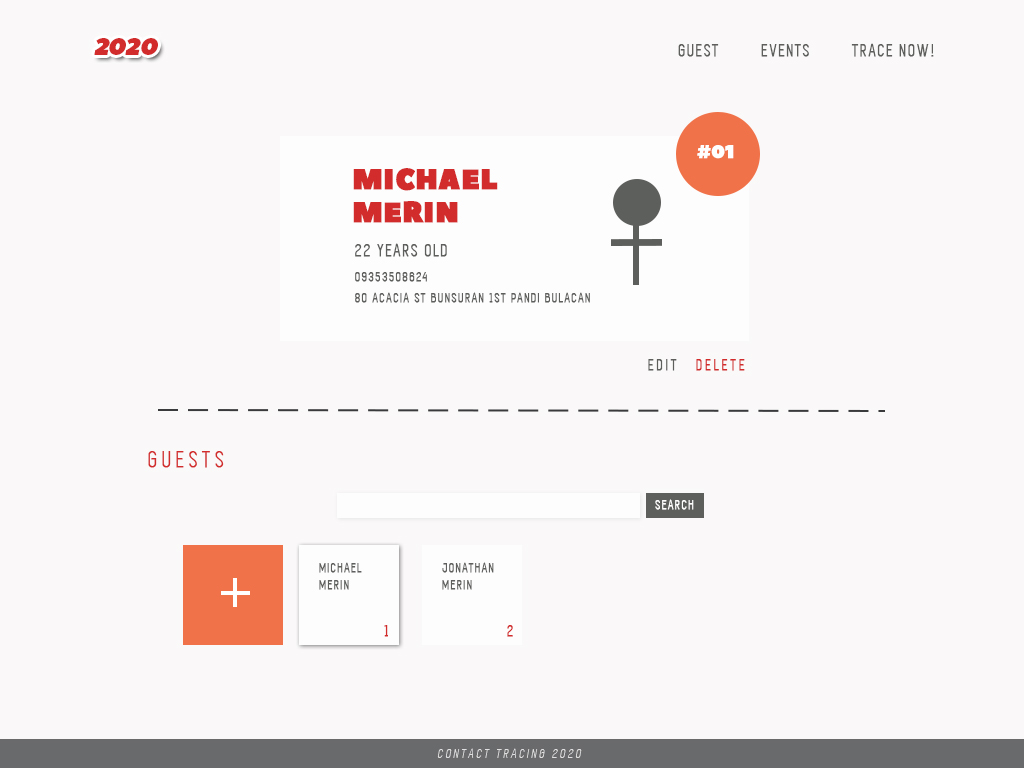 2020
GUEST EVENTS TRACE NOW!
#01
MICHAEL
MERIN
22 YEARS OLD
09353508624
80 ACACIA ST BUNSURAN 1ST PANDI BULACAN
EDIT DELETE
GUESTS
SEARCH
MICHAEL
MERIN
1
JONATHAN
MERIN
2
CONTACT TRACING 2020